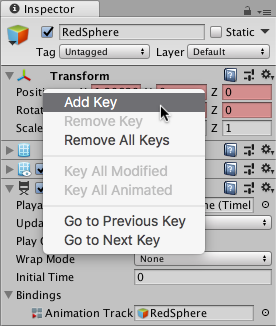 Inspector
RedSphere Static
Tag Untagged Layer Default
Transform
Positi Z 0
Rotat Z 0
Scale Z 1
Add Key
Remove Key
Remove All Keys
Key All Modified
Key All Animated
Go to Previous Key
Go to Next Key
Playa ne (Timel
Upda
Play O
Wrap Mode None
Initial Time 0
Bindings
Animation Track RedSphere